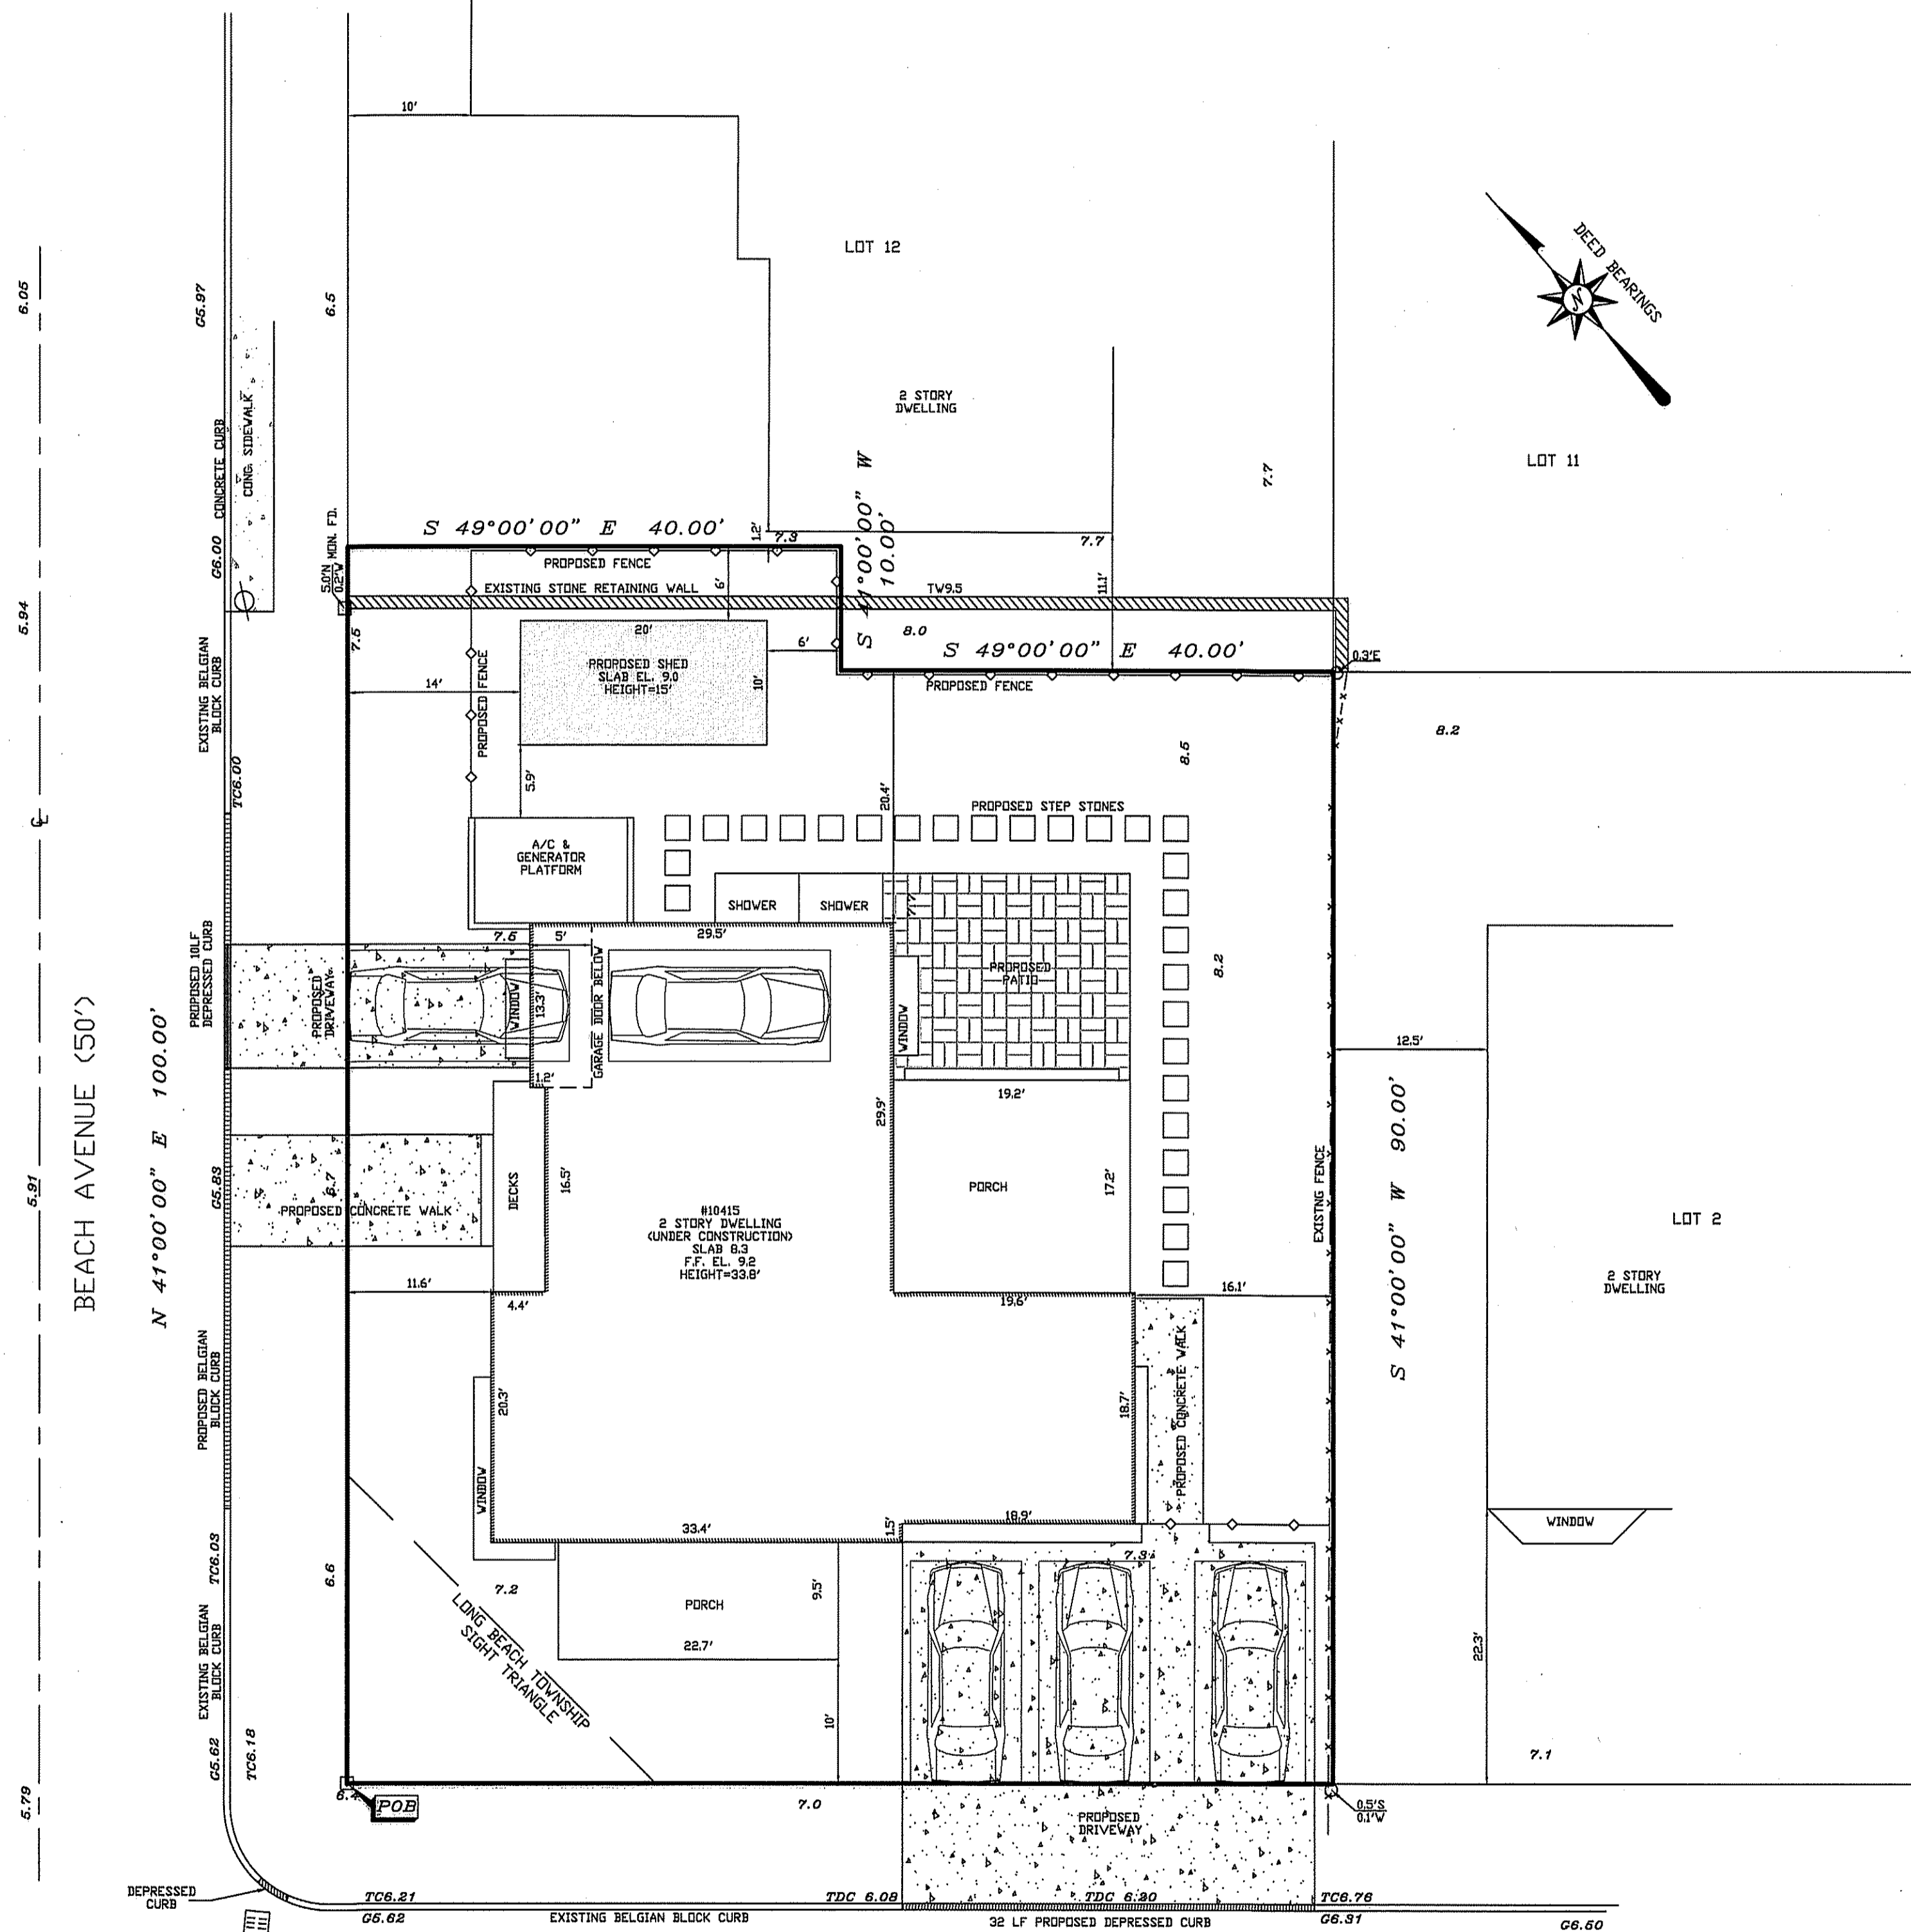 10'
LOT 12
DEED BEARINGS
N
6.05
G5.97
6.5
CONC. SIDEWALK
2 STORY
DWELLING
LOT 11
7.7
G6.00 CONCRETE CURB
5.0'N MON. FD.
0.2'W
S 49°00'00" E 40.00'
1.2'
7.3
7.7
S 41°00'00" W
10.00'
PROPOSED FENCE
EXISTING STONE RETAINING WALL
6'
TW9.5
11.1'
5.94
7.5
20'
6'
8.0
S 49°00'00" E 40.00'
0.3'E
PROPOSED SHED
SLAB EL. 9.0
HEIGHT=15'
10'
14'
PROPOSED FENCE
PROPOSED FENCE
EXISTING BELGIAN
BLOCK CURB
TC6.00
5.9'
20.4'
8.5
8.2
PROPOSED STEP STONES
A/C &
GENERATOR
PLATFORM
SHOWER
SHOWER
7.7
7.5
5'
29.5'
PROPOSED 10LF
DEPRESSED CURB
PROPOSED
DRIVEWAY
WINDOW
13.3'
GARAGE DOOR BELOW
WINDOW
PROPOSED
PATIO
8.2
12.5'
1.2'
19.2'
29.9'
BEACH AVENUE (50')
N 41°00'00" E 100.00'
5.91
G5.83
6.7
PROPOSED CONCRETE WALK
DECKS
16.5'
PORCH
17.2'
EXISTNG FENCE
S 41°00'00" W 90.00'
LOT 2
#10415
2 STORY DWELLING
(UNDER CONSTRUCTION)
SLAB 8.3
F.F. EL. 9.2
HEIGHT=33.8'
2 STORY
DWELLING
11.6'
4.4'
19.6'
16.1'
PROPOSED BELGIAN
BLOCK CURB
20.3'
18.7'
PROPOSED CONCRETE WALK
WINDOW
33.4'
1.5'
18.9'
WINDOW
TC6.03
6.6
7.2
7.3
PORCH
9.5'
22.7'
LONG BEACH TOWNSHIP
SIGHT TRIANGLE
EXISTING BELGIAN
BLOCK CURB
22.3'
G5.62
TC6.18
10'
7.1
5.79
6.4
POB
7.0
PROPOSED
DRIVEWAY
0.5'S
0.1'W
DEPRESSED
CURB
TC6.21
TDC 6.08
TDC 6.20
TC6.76
G5.62
EXISTING BELGIAN BLOCK CURB
32 LF PROPOSED DEPRESSED CURB
G6.31
G6.50